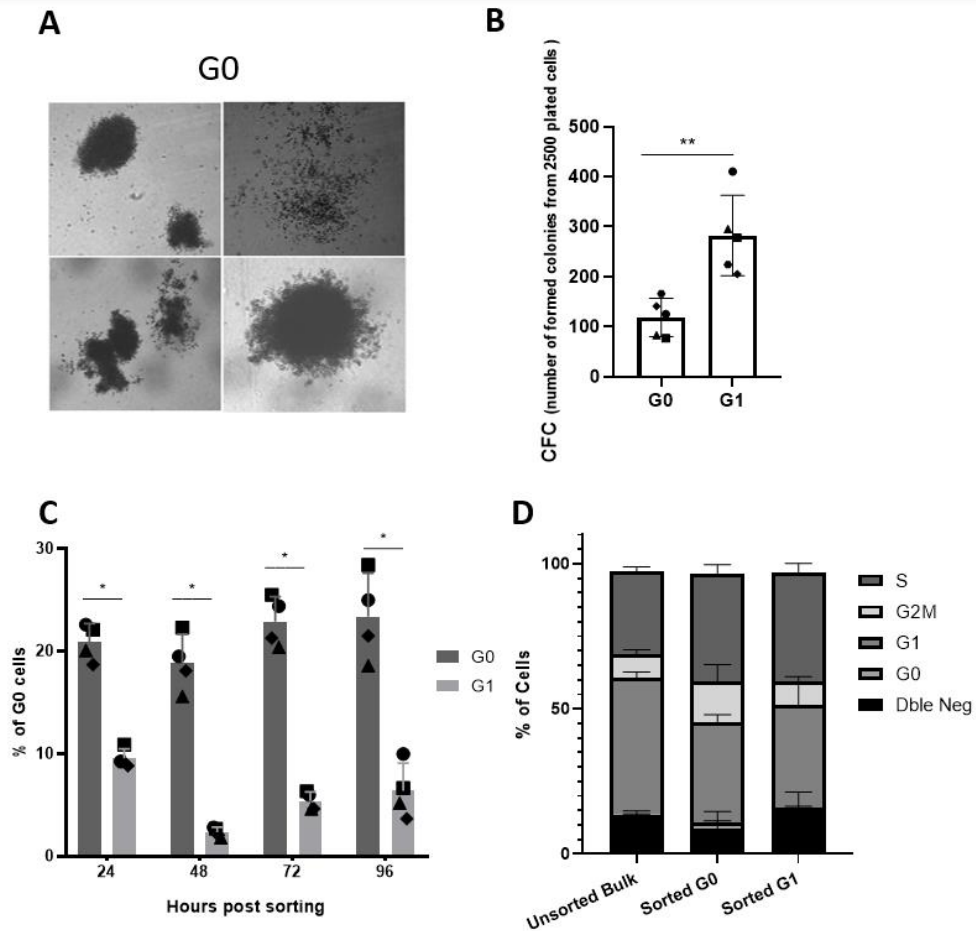 A
G0
B
CFC (number of formed colonies from 2500 plated cells )
500
400
300
200
100
0
**
G0
G1
C
% of G0 cells
30
20
10
0
*
*
*
*
24
48
72
96
Hours post sorting
G0
G1
D
% of Cells
100
50
0
Unsorted Bulk
Sorted G0
Sorted G1
S
G2M
G1
G0
Dble Neg